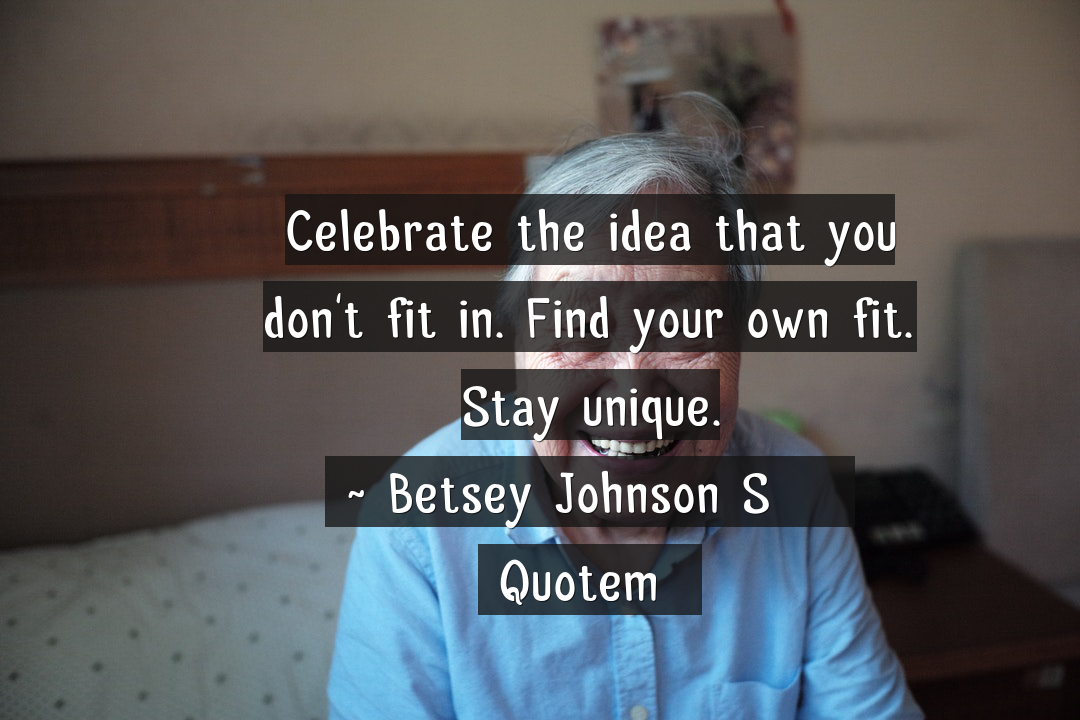 Celebrate the idea that you
don't fit in. Find your own fit.
Stay unique.
~ Betsey Johnson S
Quotem